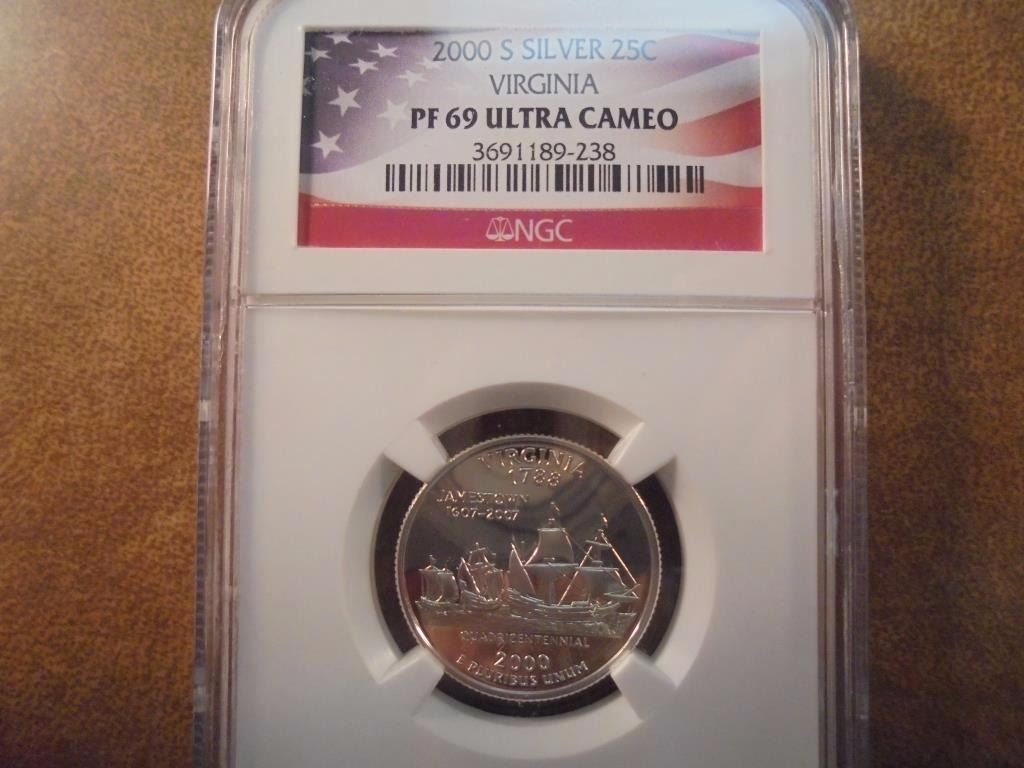 2000 S SILVER 25C
VIRGINIA
PF 69 ULTRA CAMEO
3691189-238
NGC
VIRGINIA
1788
JAMESTOWN
1607-2007
QUADRICENTENNIAL
2000
E PLURIBUS UNUM